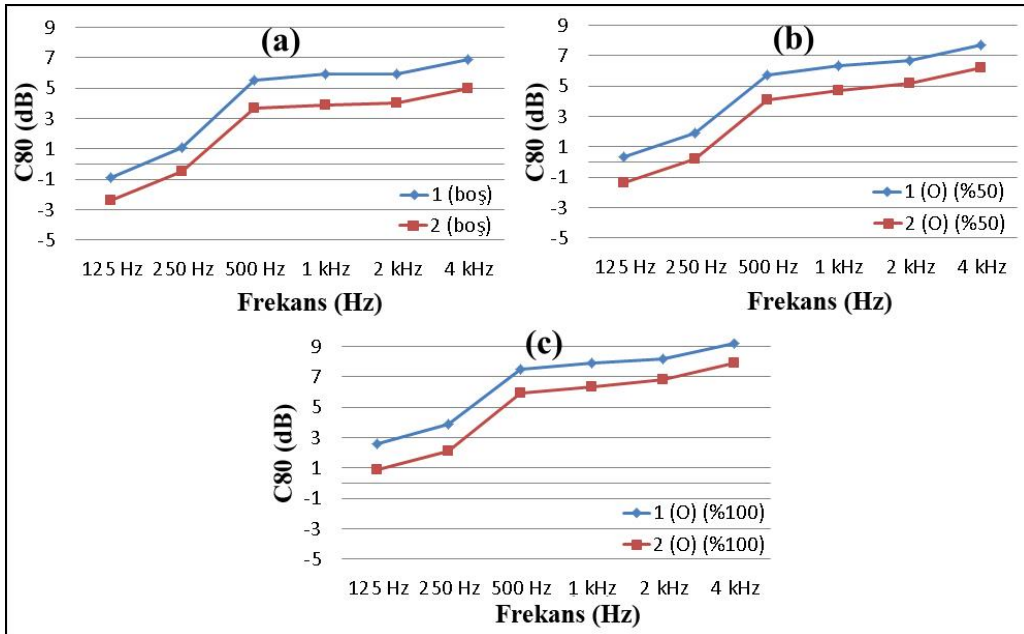 (a)
C80 (dB)
9
7
5
3
1
-1
-3
-5
1 (boş)
2 (boş)
125 Hz 250 Hz 500 Hz 1 kHz 2 kHz 4 kHz
Frekans (Hz)
(b)
C80 (dB)
9
7
5
3
1
-1
-3
-5
1 (O) (%50)
2 (O) (%50)
125 Hz 250 Hz 500 Hz 1 kHz 2 kHz 4 kHz
Frekans (Hz)
(c)
C80 (dB)
9
7
5
3
1
-1
-3
-5
1 (O) (%100)
2 (O) (%100)
125 Hz 250 Hz 500 Hz 1 kHz 2 kHz 4 kHz
Frekans (Hz)